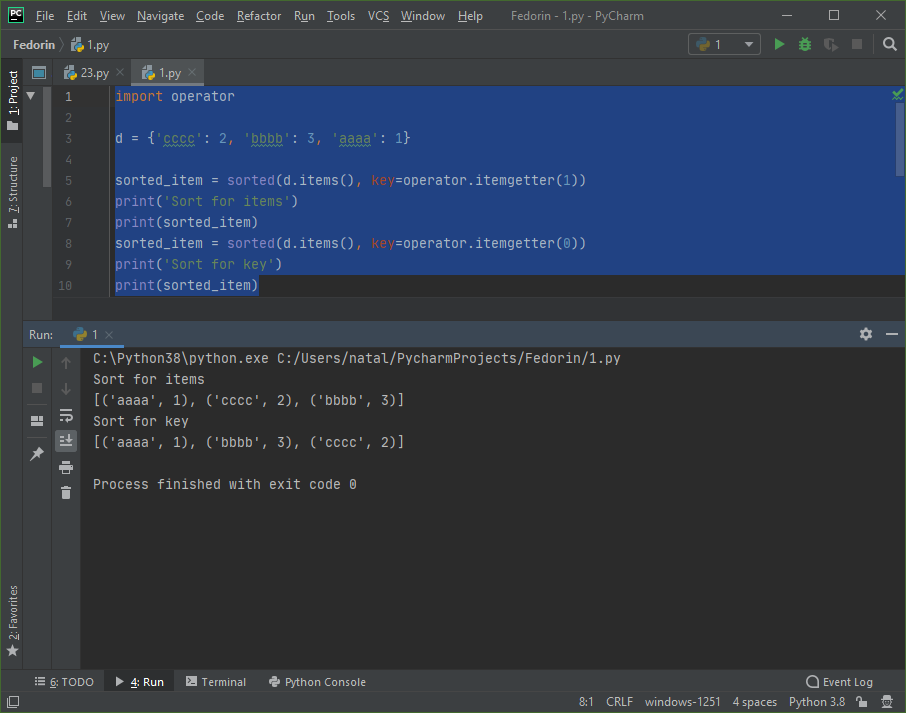 PC File Edit View Navigate Code Refactor Run Tools VCS Window Help Fedorin - 1.py - PyCharm
Fedorin 1.py 1
23.py 1.py
1: Project
7: Structure
2: Favorites
1 import operator
2
3 d = {'cccc': 2, 'bbbb': 3, 'aaaa': 1}
4
5 sorted_item = sorted(d.items(), key=operator.itemgetter(1))
6 print('Sort for items')
7 print(sorted_item)
8 sorted_item = sorted(d.items(), key=operator.itemgetter(0))
9 print('Sort for key')
10 print(sorted_item)
Run: 1
C:\Python38\python.exe C:/Users/natal/PycharmProjects/Fedorin/1.py
Sort for items
[('aaaa', 1), ('cccc', 2), ('bbbb', 3)]
Sort for key
[('aaaa', 1), ('bbbb', 3), ('cccc', 2)]
Process finished with exit code 0
6: TODO 4: Run Terminal Python Console Event Log
8:1 CRLF windows-1251 4 spaces Python 3.8